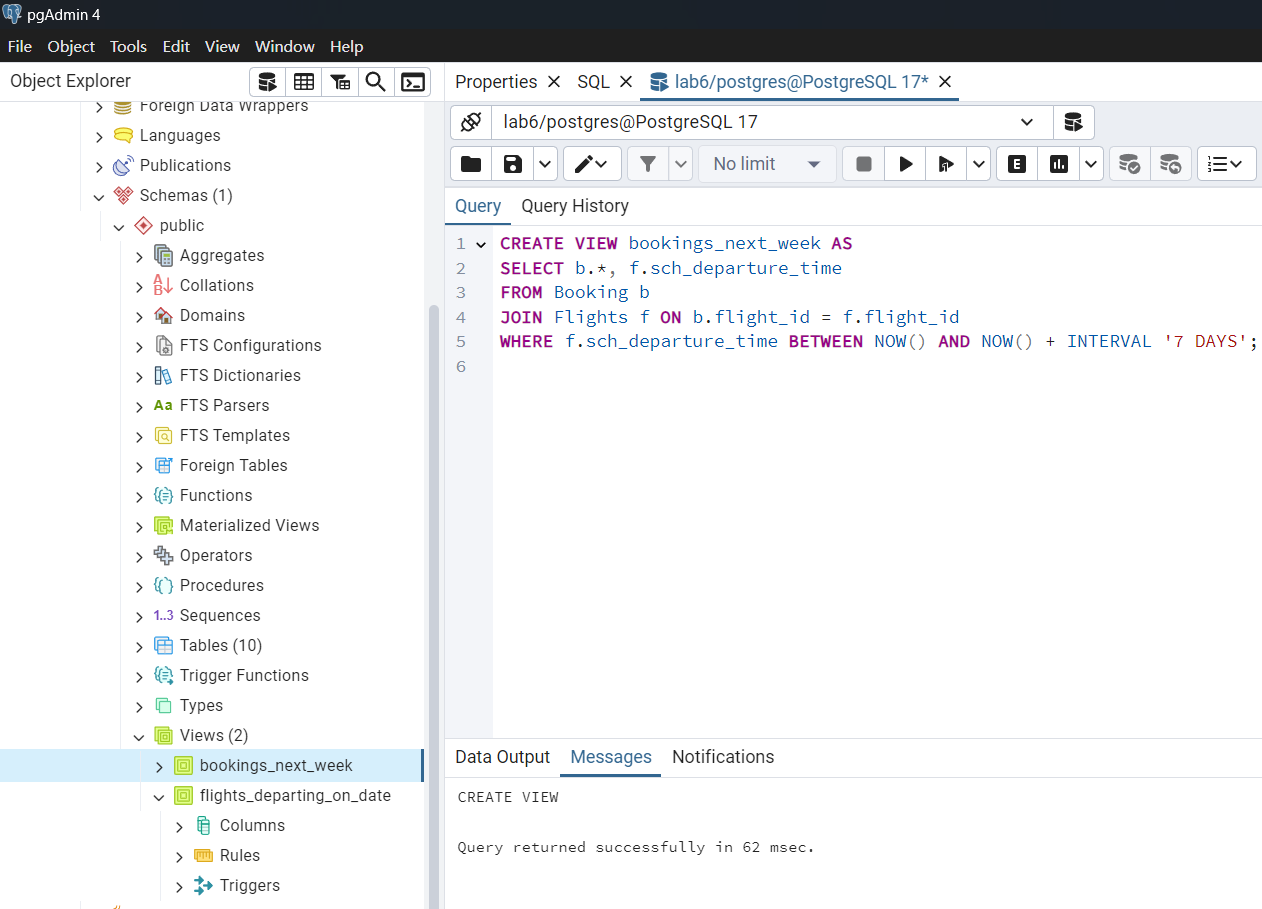 pgAdmin 4
File Object Tools Edit View Window Help
Object Explorer
Properties SQL lab6/postgres@PostgreSQL 17*
lab6/postgres@PostgreSQL 17
No limit
E
Query Query History
1 CREATE VIEW bookings_next_week AS
2 SELECT b.*, f.sch_departure_time
3 FROM Booking b
4 JOIN Flights f ON b.flight_id = f.flight_id
5 WHERE f.sch_departure_time BETWEEN NOW() AND NOW() + INTERVAL '7 DAYS';
6
Foreign Data Wrappers
Languages
Publications
Schemas (1)
public
Aggregates
Collations
Domains
FTS Configurations
FTS Dictionaries
Aa FTS Parsers
FTS Templates
Foreign Tables
Functions
Materialized Views
Operators
Procedures
1..3 Sequences
Tables (10)
Trigger Functions
Types
Views (2)
bookings_next_week
flights_departing_on_date
Columns
Rules
Triggers
Data Output Messages Notifications
CREATE VIEW
Query returned successfully in 62 msec.